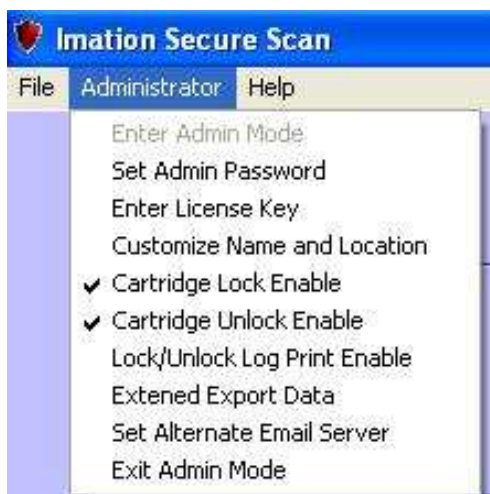 Imation Secure Scan
File Administrator Help
Enter Admin Mode
Set Admin Password
Enter License Key
Customize Name and Location
Cartridge Lock Enable
Cartridge Unlock Enable
Lock/Unlock Log Print Enable
Extened Export Data
Set Alternate Email Server
Exit Admin Mode